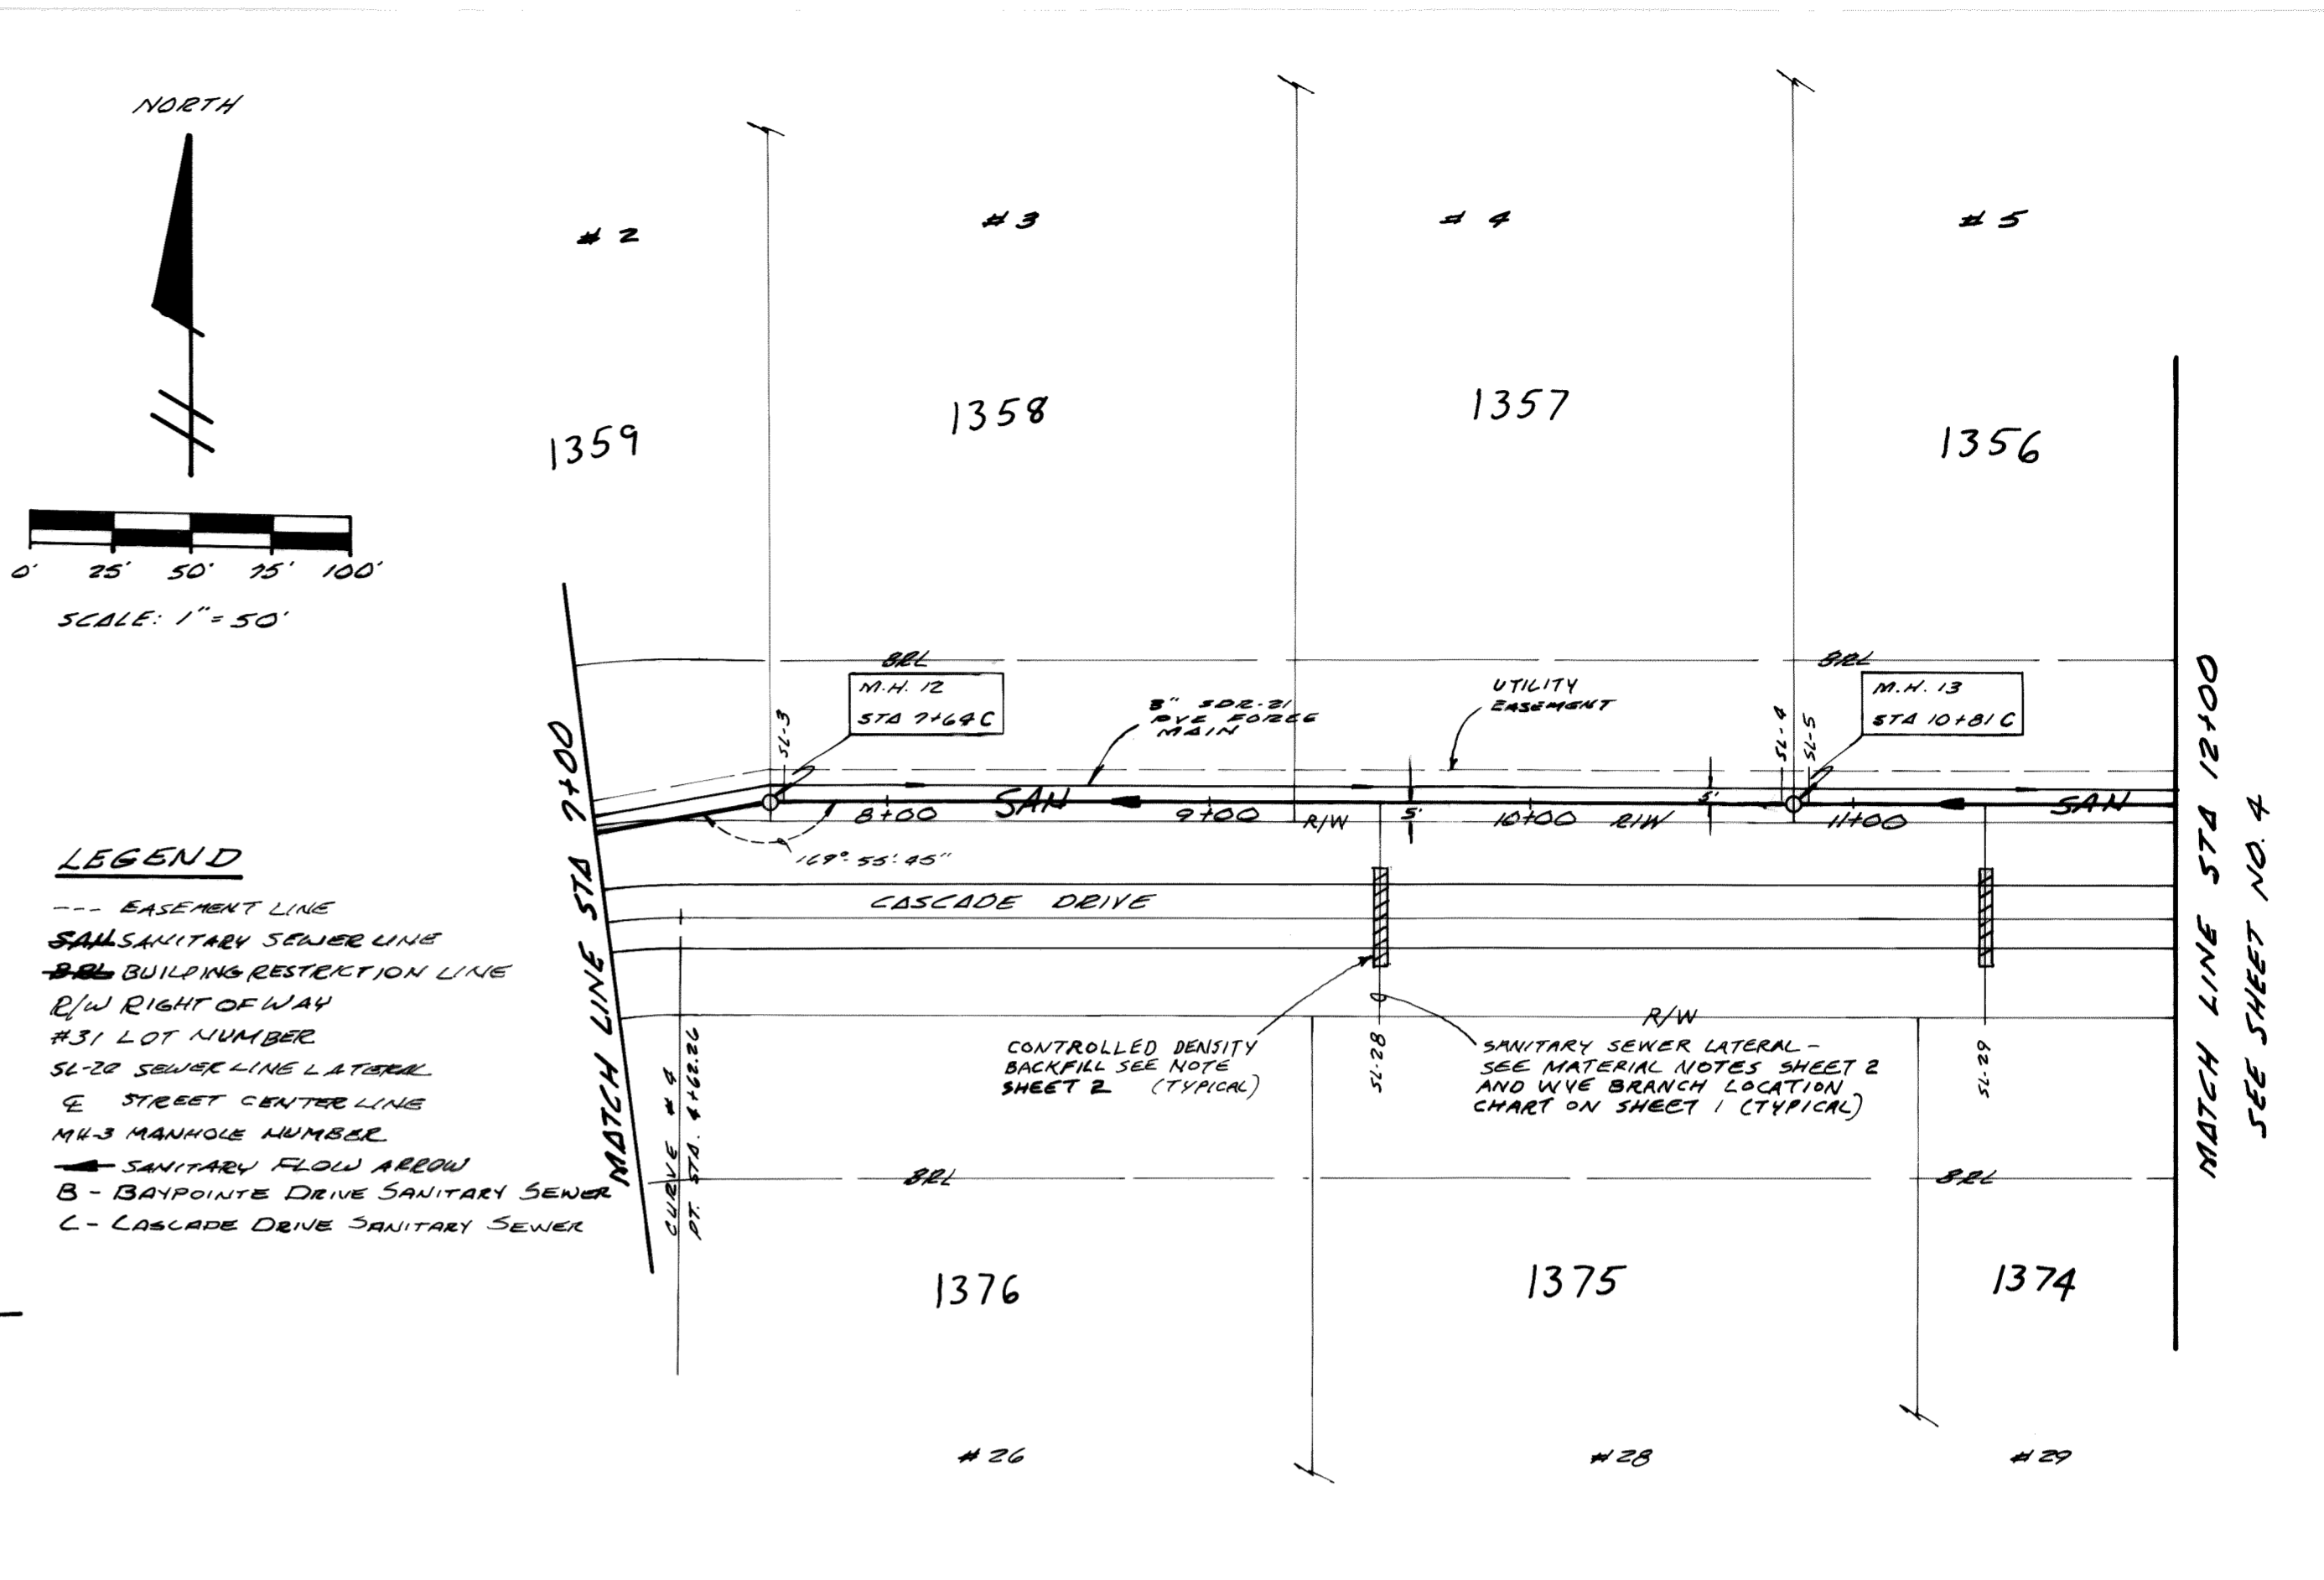 NORTH
# 2
# 3
# 4
# 5
1359
1358
1357
1356
0' 25' 50' 75' 100'
SCALE: 1" = 50'
BRL
BRL
M.H. 12
STA 7+64 C
8" SDR-21
PVC FORCE
MAIN
UTILITY
EASEMENT
M.H. 13
STA 10+81 C
SL-3
SL-4
SL-5
SAN
SAN
8+00
9+00
R/W
5'
10+00
R/W
5'
11+00
169°-55'-45"
CASCADE DRIVE
MATCH LINE STA 7+00
MATCH LINE STA 12+00
SEE SHEET NO. 4
LEGEND
--- EASEMENT LINE
SAN SANITARY SEWER LINE
BRL BUILDING RESTRICTION LINE
R/W RIGHT OF WAY
#31 LOT NUMBER
SL-20 SEWER LINE LATERAL
℄ STREET CENTER LINE
MH-3 MANHOLE NUMBER
SANITARY FLOW ARROW
B - BAYPOINTE DRIVE SANITARY SEWER
C - CASCADE DRIVE SANITARY SEWER
R/W
CONTROLLED DENSITY
BACKFILL SEE NOTE
SHEET 2 (TYPICAL)
SL-28
SANITARY SEWER LATERAL -
SEE MATERIAL NOTES SHEET 2
AND WYE BRANCH LOCATION
CHART ON SHEET 1 (TYPICAL)
SL-29
CURVE # 4
PT. STA. 4+62.26
BRL
BRL
1376
1375
1374
# 26
# 28
# 29